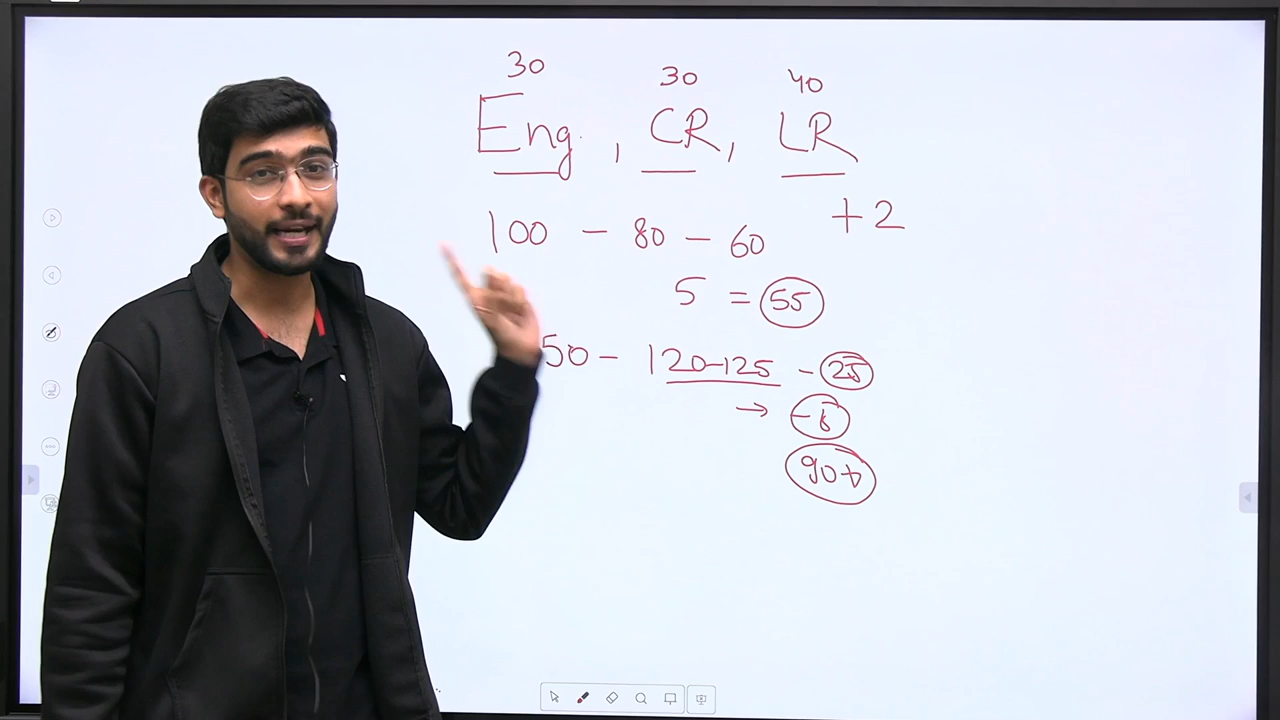 30 30 40
Eng., CR, LR
+2
100 - 80 - 60
5 = 55
50 - 120-125 - 25
→ -6
90+